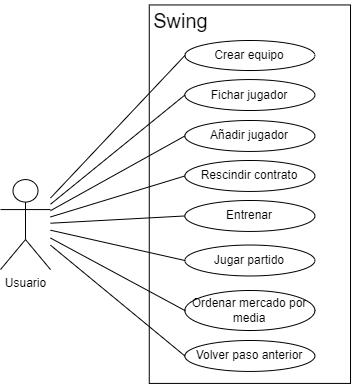 Swing
Crear equipo
Fichar jugador
Añadir jugador
Rescindir contrato
Entrenar
Jugar partido
Ordenar mercado por
media
Volver paso anterior
Usuario